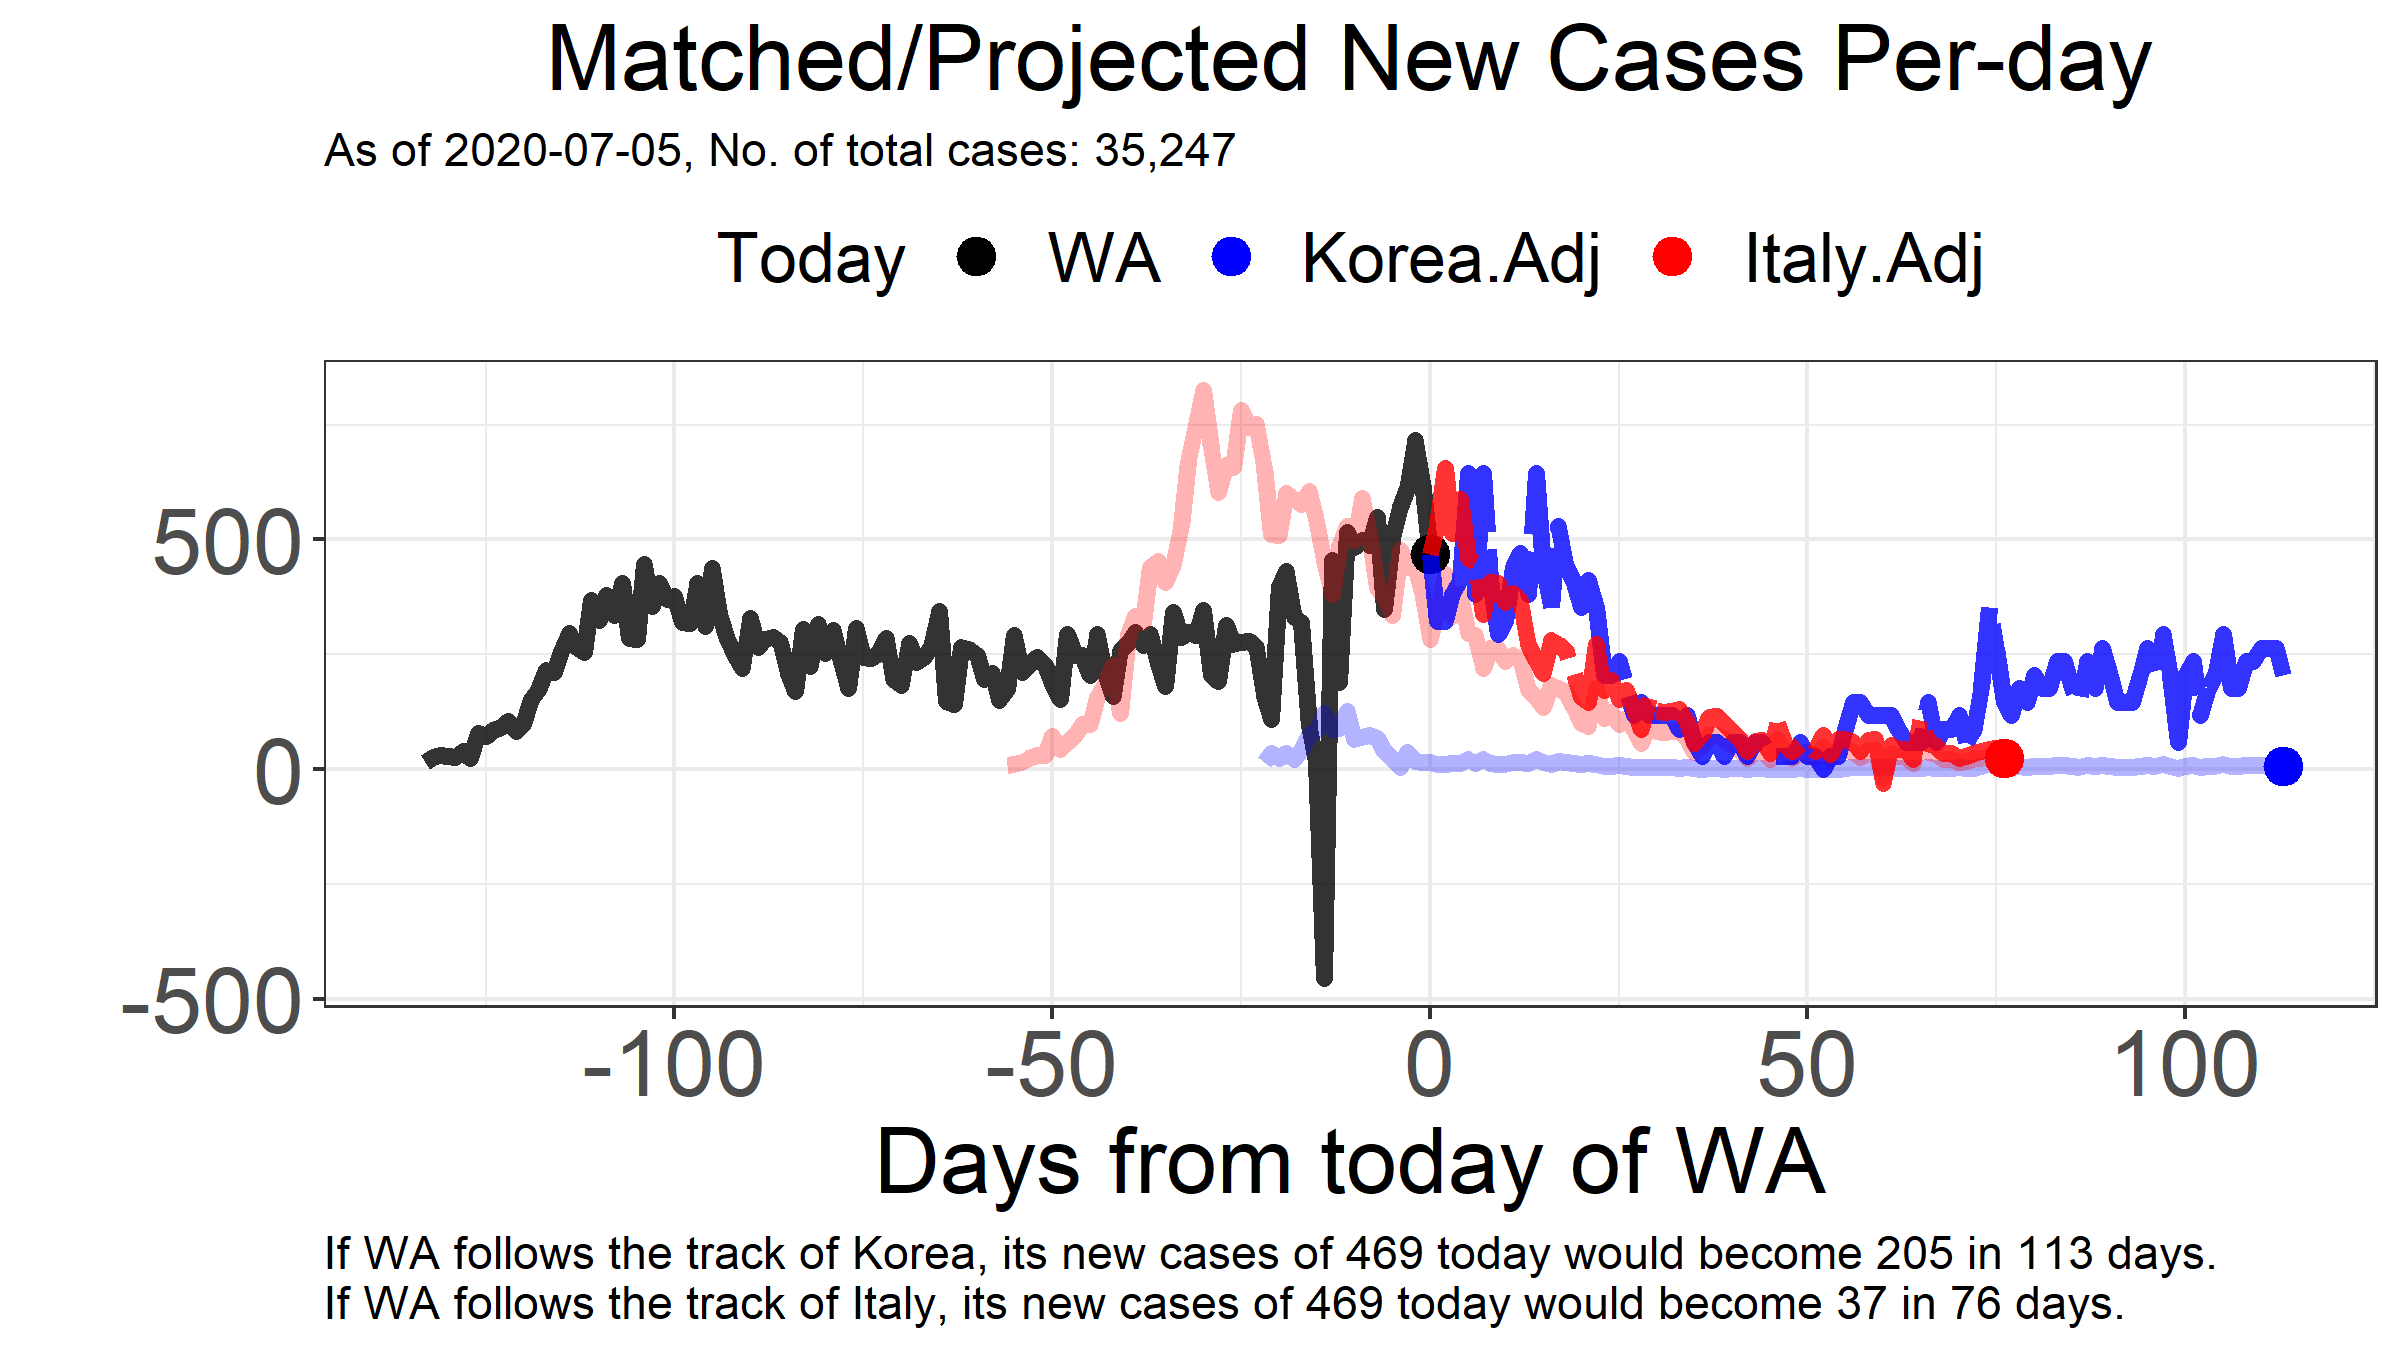 Matched/Projected New Cases Per-day
As of 2020-07-05, No. of total cases: 35,247
Today WA Korea.Adj Italy.Adj
500
0
-500
-100 -50 0 50 100
Days from today of WA
If WA follows the track of Korea, its new cases of 469 today would become 205 in 113 days.
If WA follows the track of Italy, its new cases of 469 today would become 37 in 76 days.